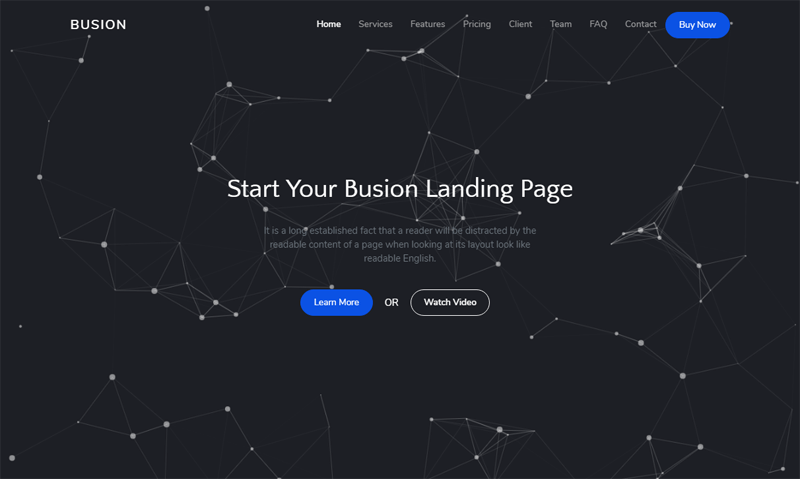 BUSION
Home Services Features Pricing Client Team FAQ Contact Buy Now
Start Your Busion Landing Page
It is a long established fact that a reader will be distracted by the
readable content of a page when looking at its layout look like
readable English.
Learn More OR Watch Video